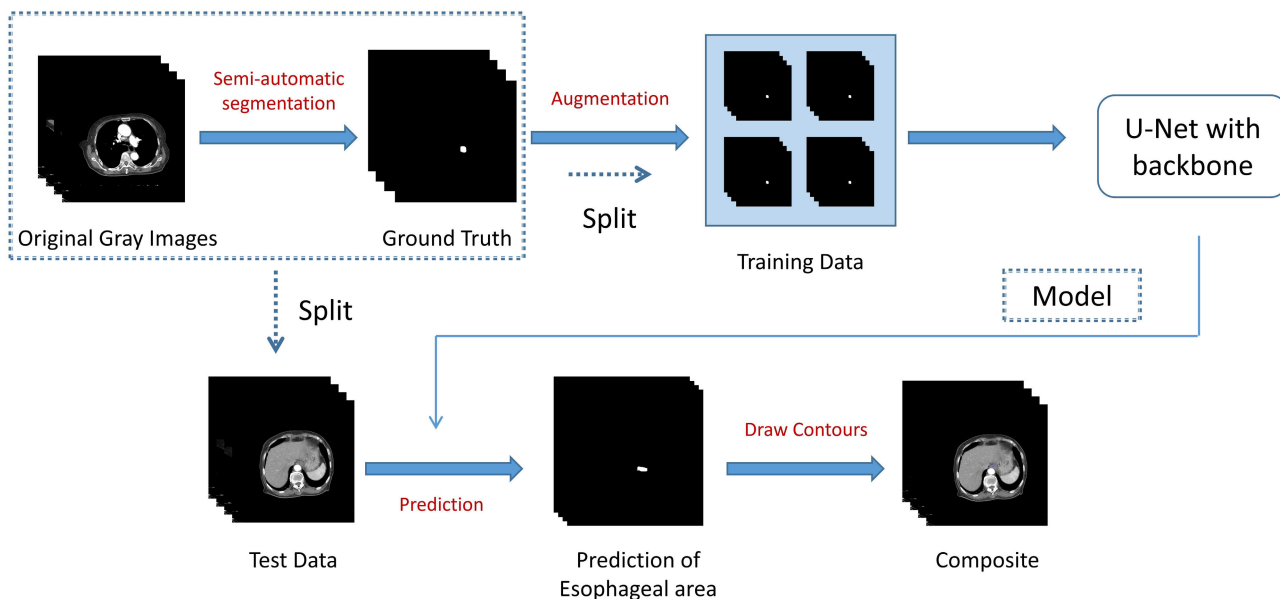 Semi-automatic
segmentation
Original Gray Images
Ground Truth
Augmentation
Split
Training Data
U-Net with
backbone
Split
Model
Test Data
Prediction
Prediction of
Esophageal area
Draw Contours
Composite